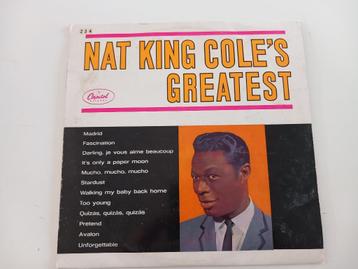 234
NAT KING COLE'S
GREATEST
Capitol
Madrid
Fascination
Darling, je vous aime beaucoup
It's only a paper moon
Mucho, mucho, mucho
Stardust
Walking my baby back home
Too young
Quizás, quizás, quizás
Pretend
Avalon
Unforgettable